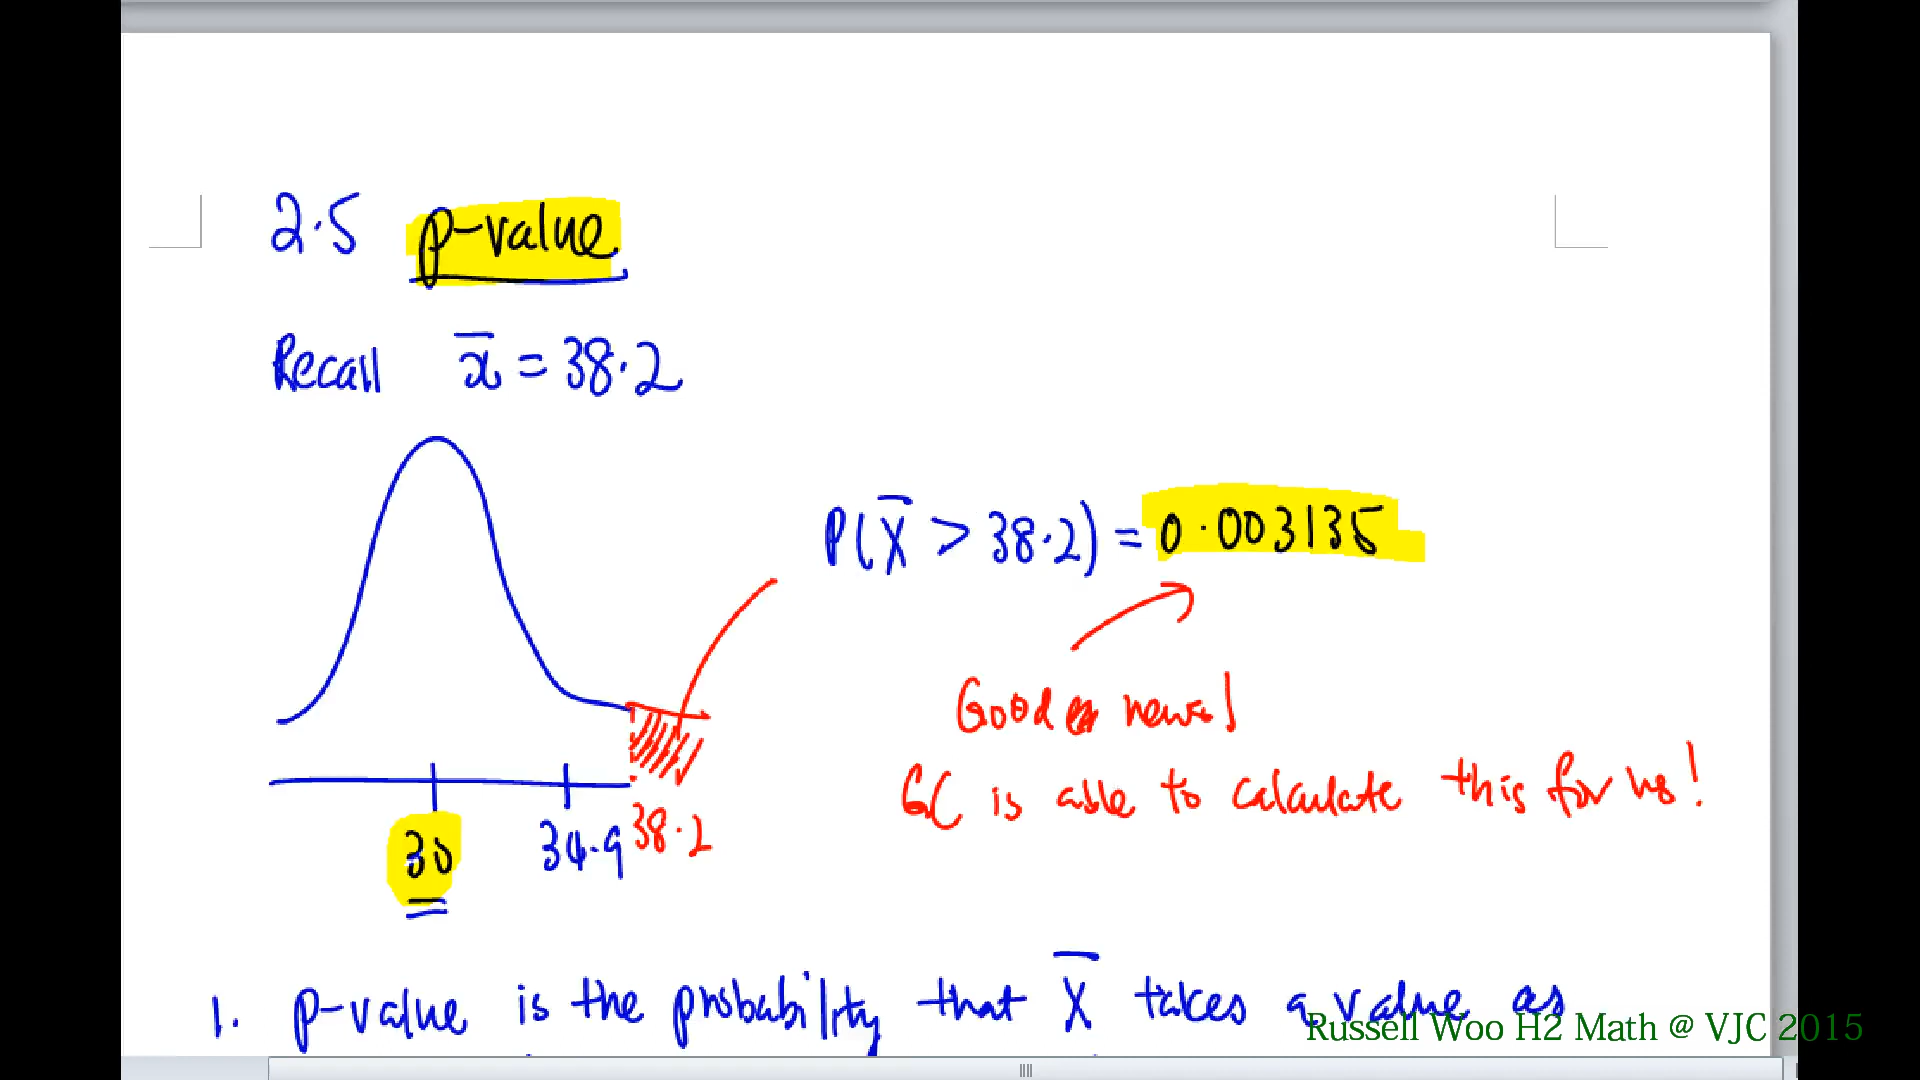 2.5 p-value
Recall x̄ = 38.2
P(X̄ > 38.2) = 0.003135
Good news!
GC is able to calculate this for us!
30 34.9 38.2
1. p-value is the probability that X̄ takes a value as
Russell Woo H2 Math @ VJC 2015